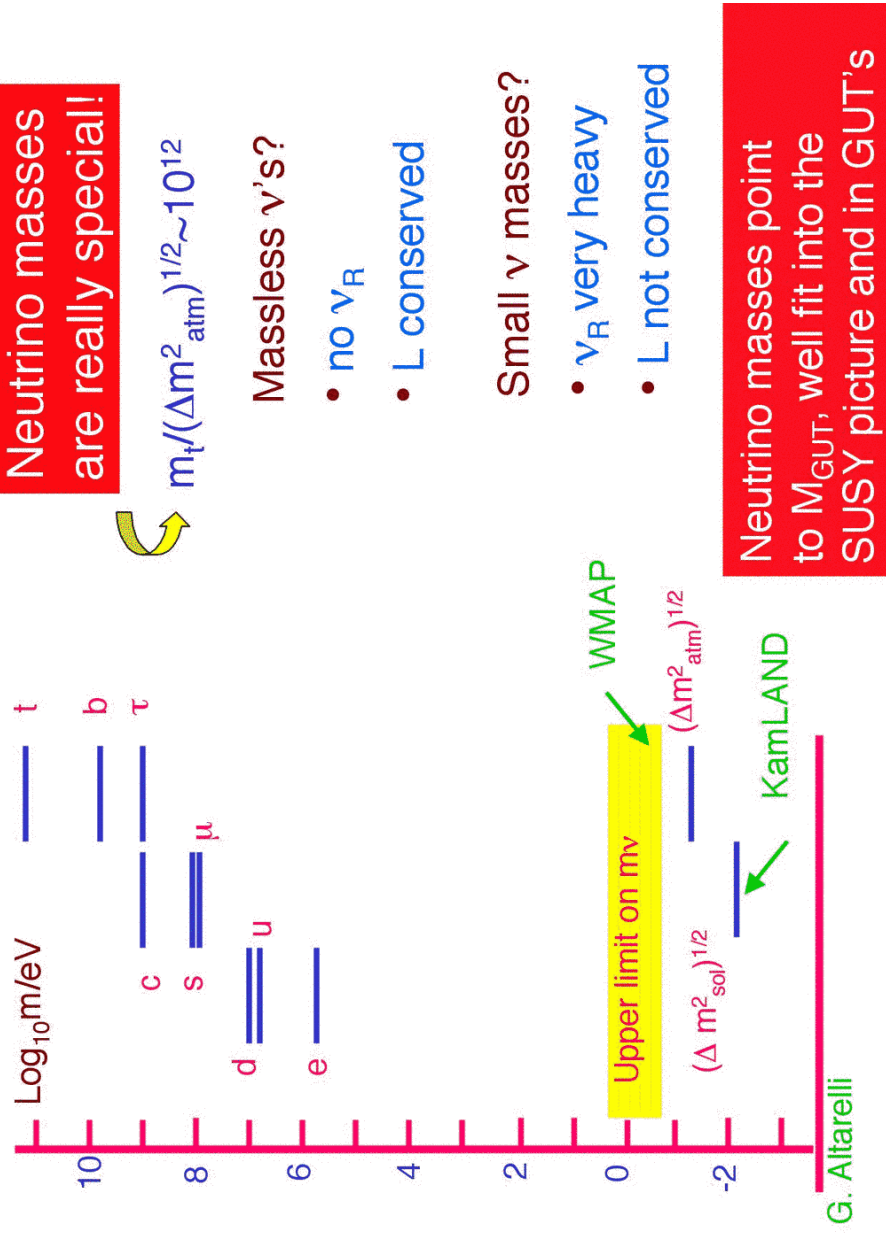 Neutrino masses
are really special!
Log₁₀m/eV
t
b
τ
c
s
μ
d
u
e
10
8
6
4
2
0
-2
Upper limit on mν
WMAP
(Δm²atm)1/2
(Δ m²sol)1/2
KamLAND
mt/(Δm²atm)1/2~10¹²
Massless ν's?
• no νR
• L conserved
Small ν masses?
• νR very heavy
• L not conserved
Neutrino masses point
to MGUT, well fit into the
SUSY picture and in GUT's
G. Altarelli